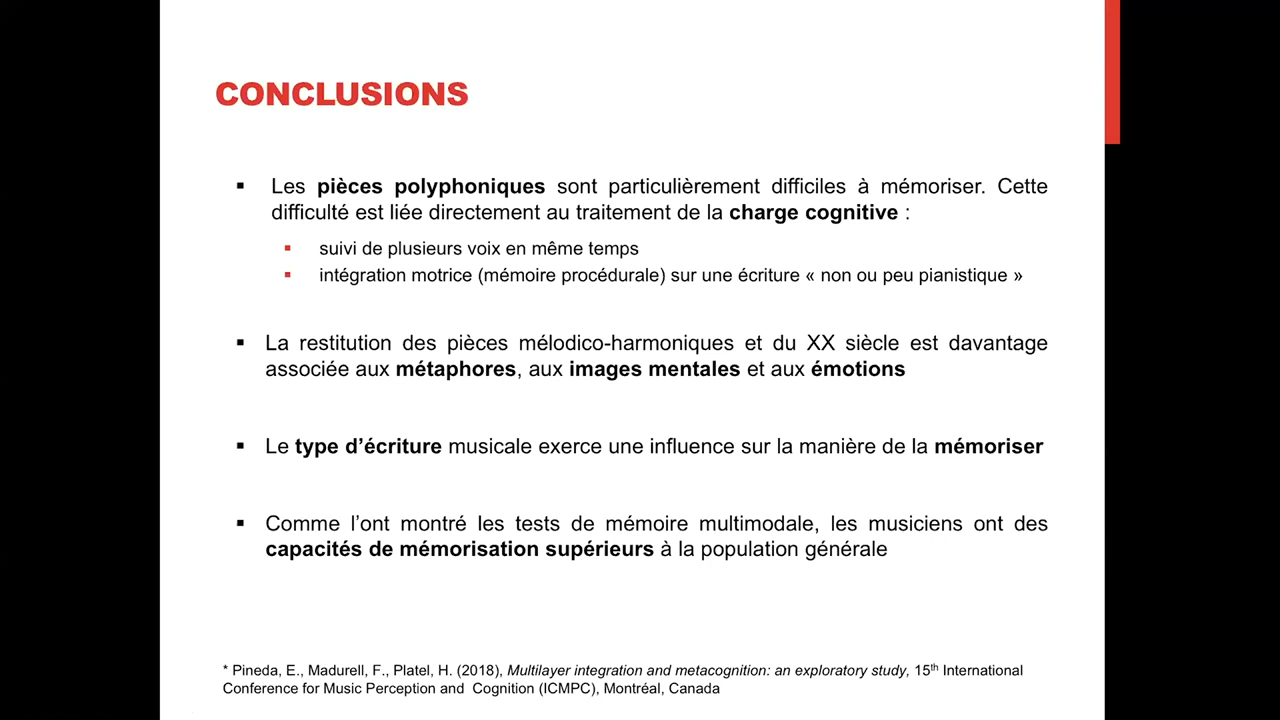 CONCLUSIONS
▪ Les pièces polyphoniques sont particulièrement difficiles à mémoriser. Cette
difficulté est liée directement au traitement de la charge cognitive :
▪ suivi de plusieurs voix en même temps
▪ intégration motrice (mémoire procédurale) sur une écriture « non ou peu pianistique »
▪ La restitution des pièces mélodico-harmoniques et du XX siècle est davantage
associée aux métaphores, aux images mentales et aux émotions
▪ Le type d’écriture musicale exerce une influence sur la manière de la mémoriser
▪ Comme l’ont montré les tests de mémoire multimodale, les musiciens ont des
capacités de mémorisation supérieurs à la population générale
* Pineda, E., Madurell, F., Platel, H. (2018), Multilayer integration and metacognition: an exploratory study, 15th International
Conference for Music Perception and Cognition (ICMPC), Montréal, Canada